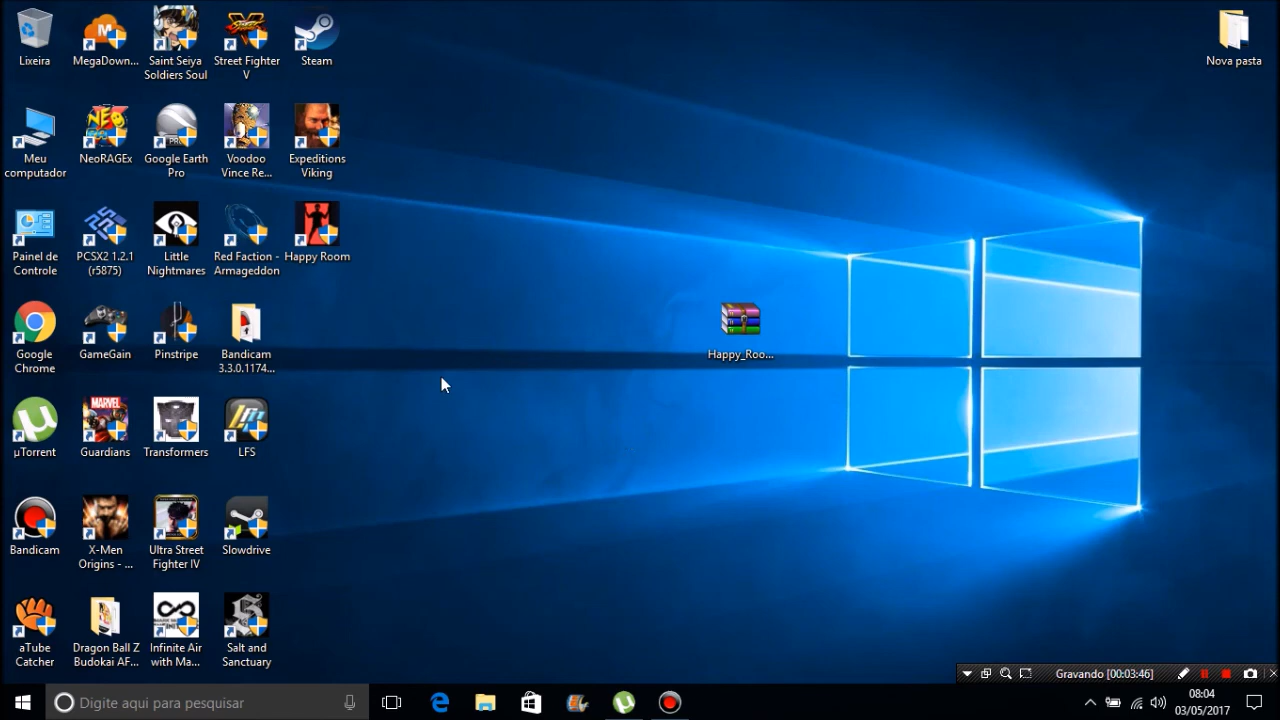 Lixeira
MegaDown...
Saint Seiya
Soldiers Soul
Street Fighter
V
Steam
Nova pasta
Meu
computador
NeoRAGEx
Google Earth
Pro
Voodoo
Vince Re...
Expeditions
Viking
Painel de
Controle
PCSX2 1.2.1
(r5875)
Little
Nightmares
Red Faction -
Armageddon
Happy Room
Google
Chrome
GameGain
Pinstripe
Bandicam
3.3.0.1174...
Happy_Roo...
µTorrent
Guardians
Transformers
LFS
Bandicam
X-Men
Origins - ...
Ultra Street
Fighter IV
Slowdrive
aTube
Catcher
Dragon Ball Z
Budokai AF...
Infinite Air
with Ma...
Salt and
Sanctuary
Gravando [00:03:46]
Digite aqui para pesquisar
08:04
03/05/2017